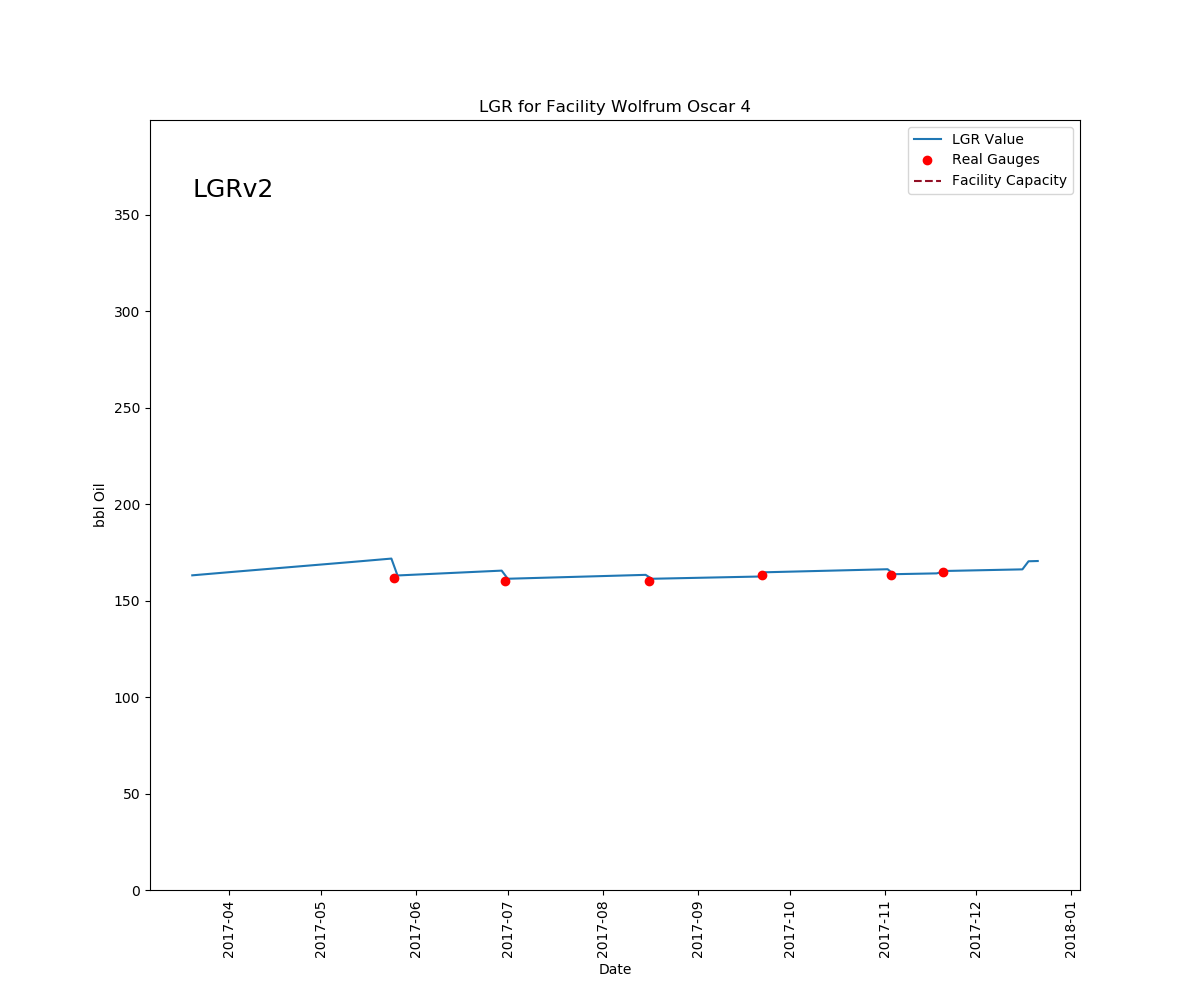 LGR for Facility Wolfrum Oscar 4
LGRv2
LGR Value
Real Gauges
Facility Capacity
bbl Oil
350
300
250
200
150
100
50
0
2017-04
2017-05
2017-06
2017-07
2017-08
2017-09
2017-10
2017-11
2017-12
2018-01
Date